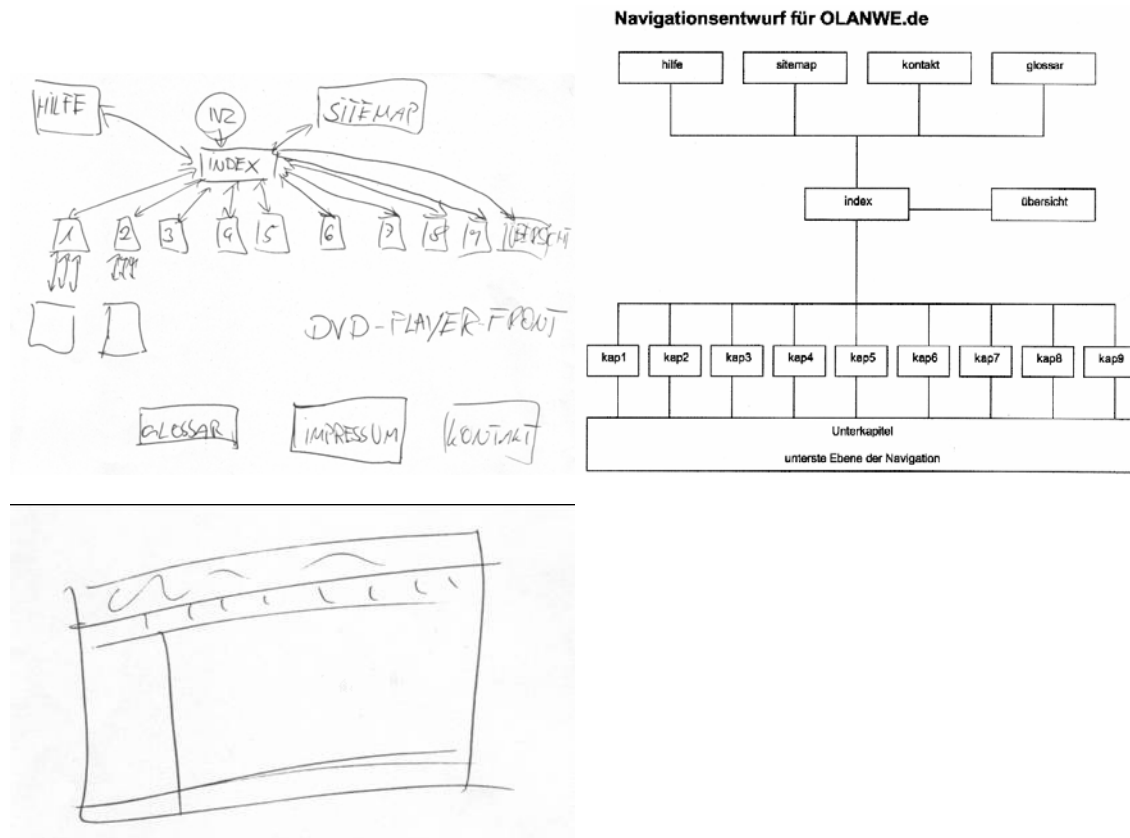 HILFE
SITEMAP
INDEX
1 2 3 4 5 6 7 8 9 ÜBERSICHT
DVD-PLAYER-FRONT
GLOSSAR IMPRESSUM KONTAKT
Navigationsentwurf für OLANWE.de
hilfe sitemap kontakt glossar
index übersicht
kap1 kap2 kap3 kap4 kap5 kap6 kap7 kap8 kap9
Unterkapitel
unterste Ebene der Navigation